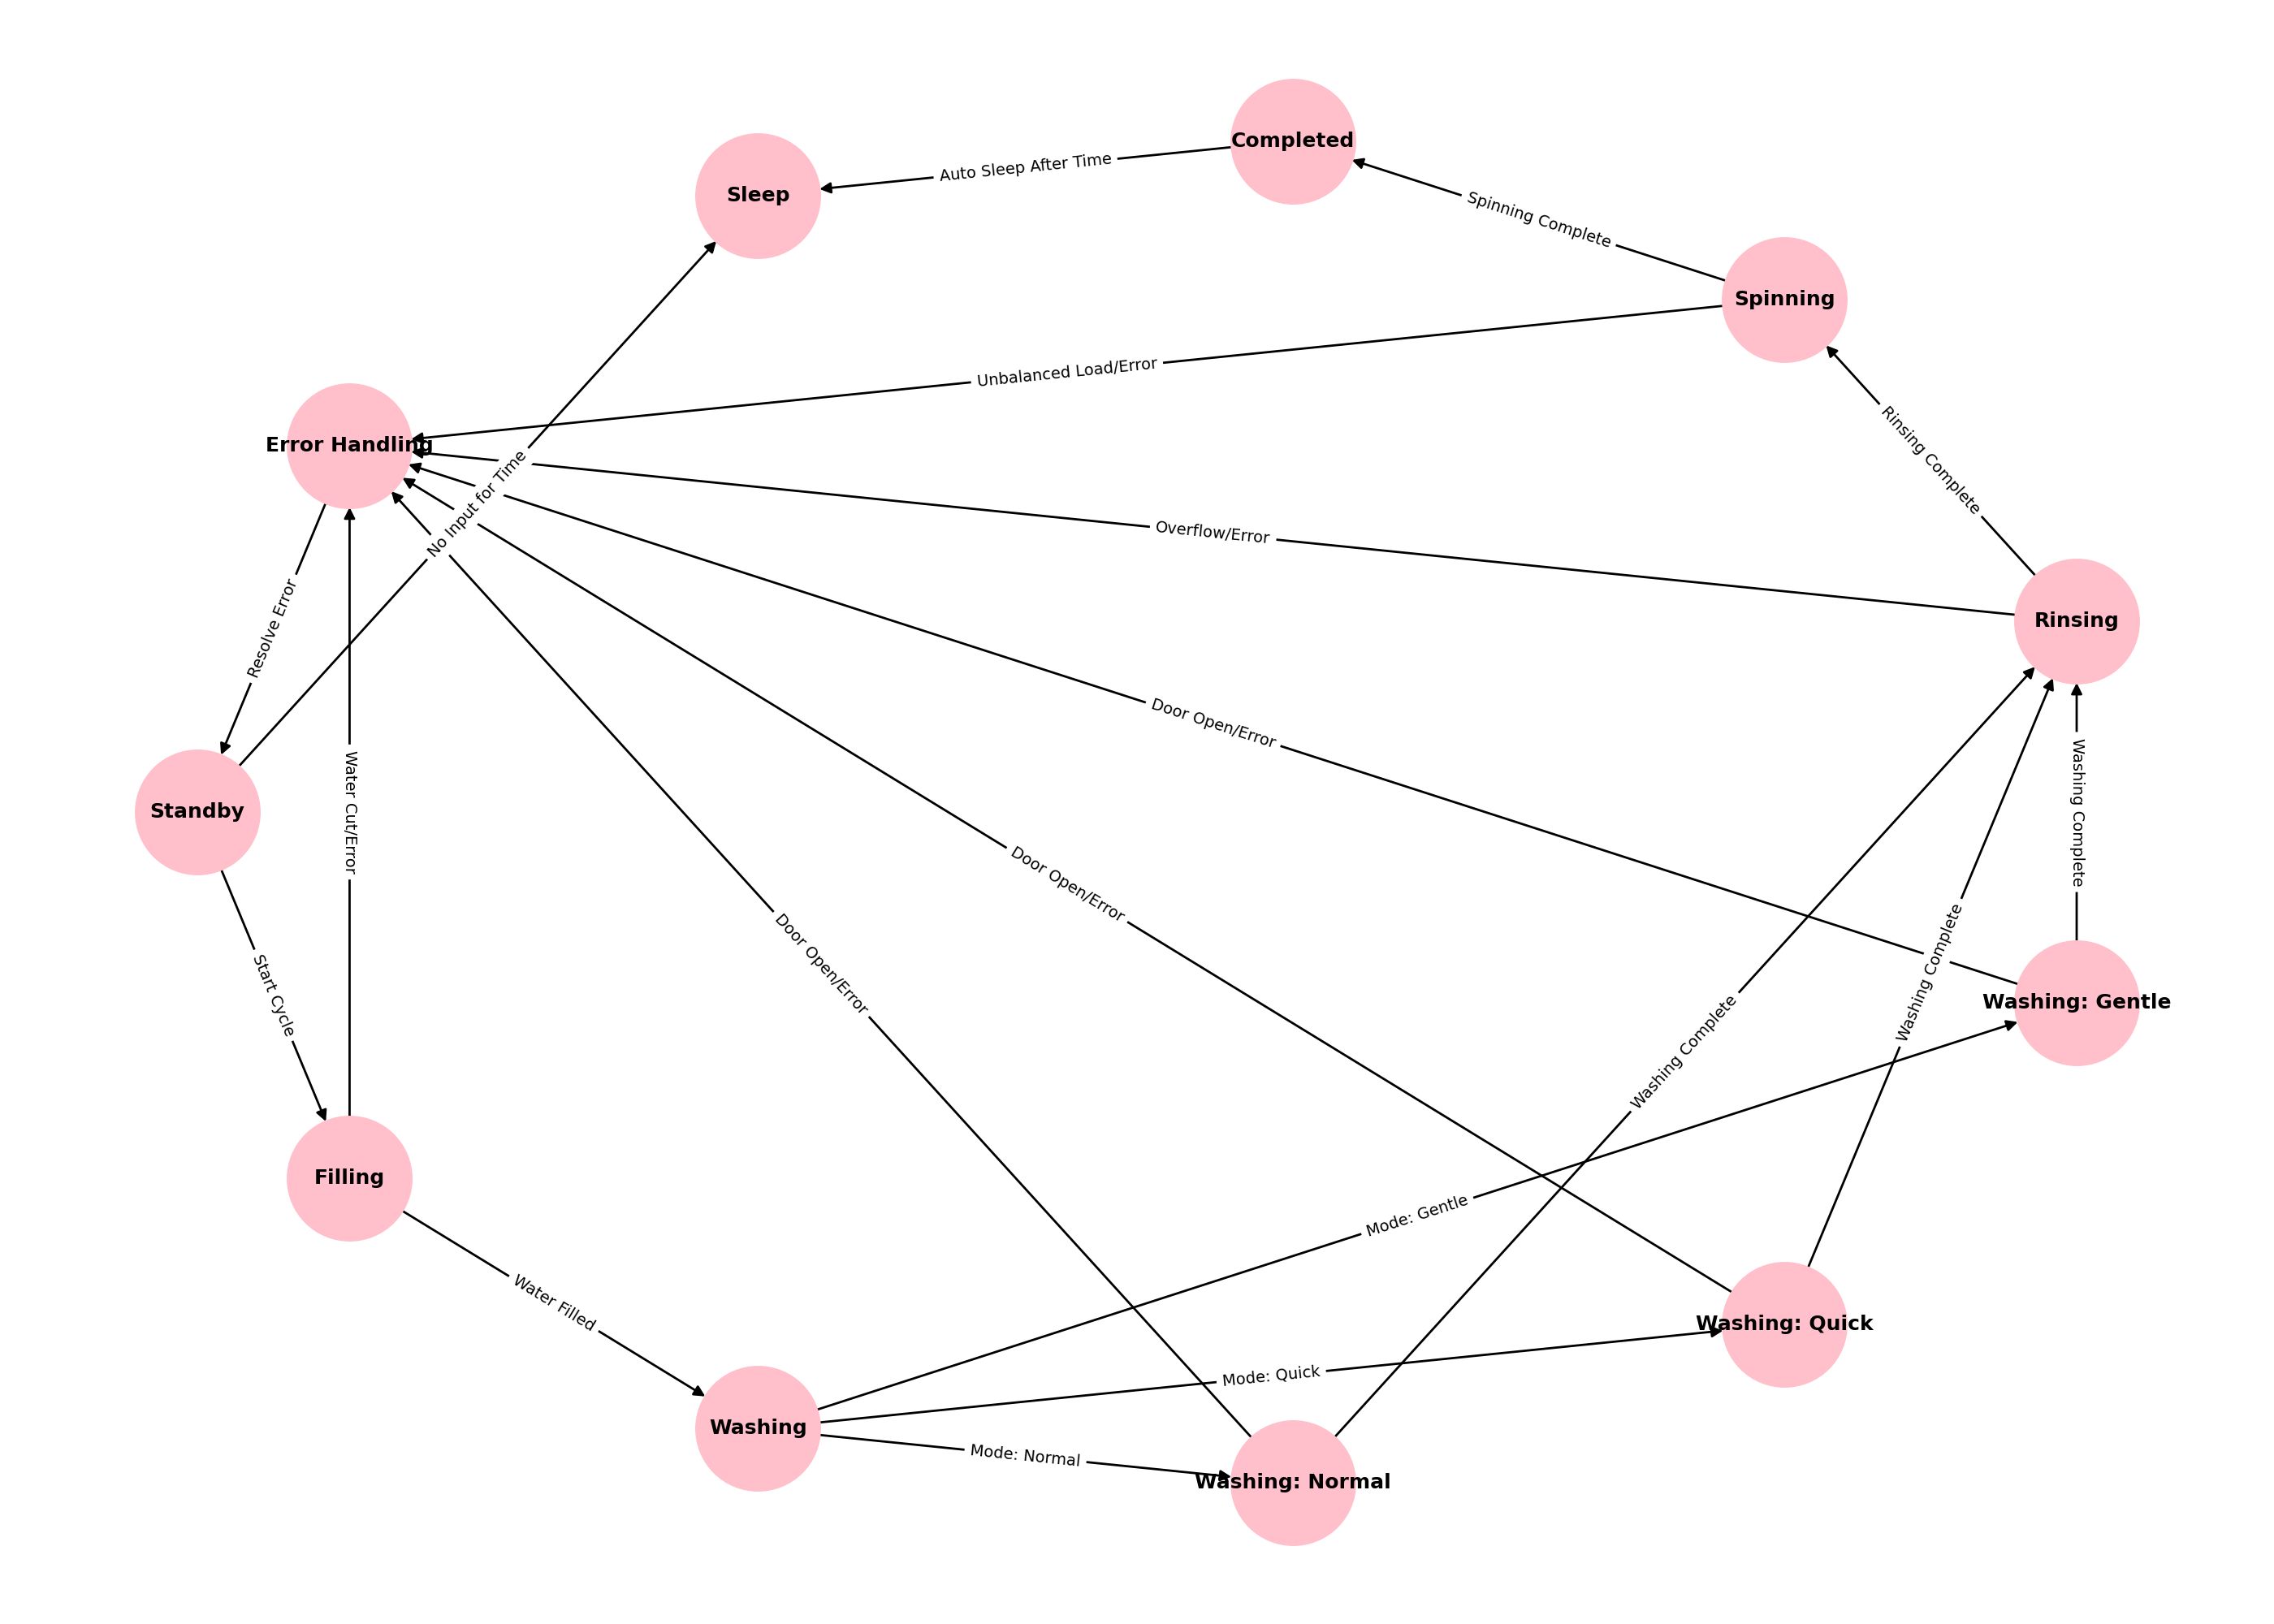 Completed
Auto Sleep After Time
Sleep
Spinning Complete
Spinning
Unbalanced Load/Error
Error Handling
Rinsing Complete
No Input for Time
Overflow/Error
Resolve Error
Rinsing
Door Open/Error
Water Cut/Error
Washing Complete
Standby
Door Open/Error
Door Open/Error
Washing Complete
Start Cycle
Washing: Gentle
Washing Complete
Filling
Mode: Gentle
Water Filled
Washing: Quick
Mode: Quick
Washing
Mode: Normal
Washing: Normal